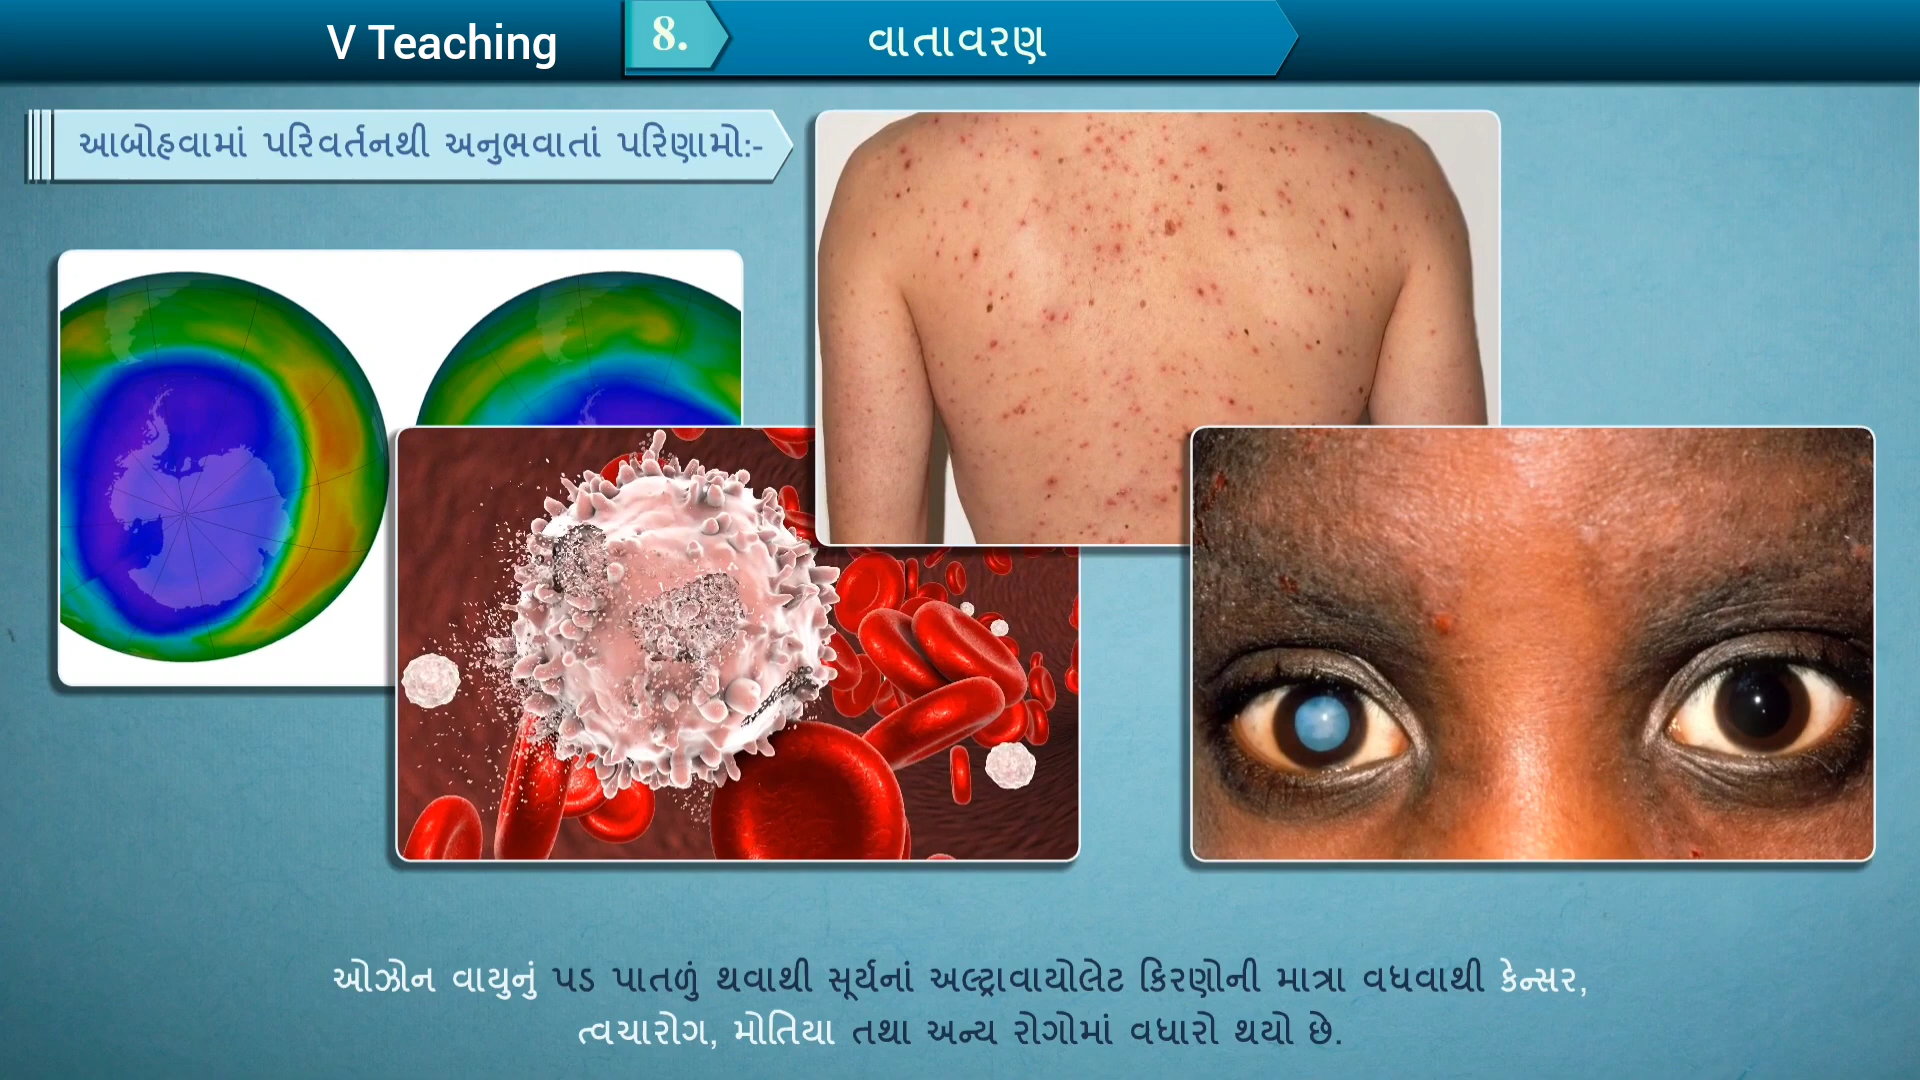 V Teaching
8.
વાતાવરણ
આબોહવામાં પરિવર્તનથી અનુભવાતાં પરિણામો:-
ઓઝોન વાયુનું પડ પાતળું થવાથી સૂર્યનાં અલ્ટ્રાવાયોલેટ કિરણોની માત્રા વધવાથી કેન્સર,
ત્વચારોગ, મોતિયા તથા અન્ય રોગોમાં વધારો થયો છે.